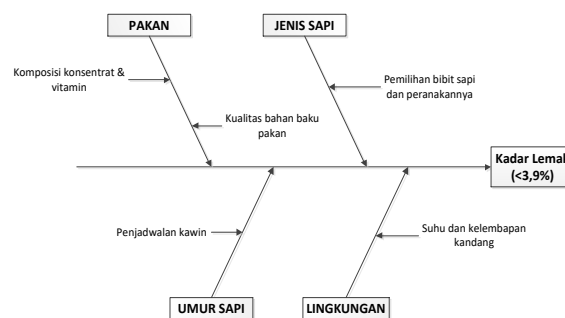 PAKAN
JENIS SAPI
Komposisi konsentrat &
vitamin
Pemilihan bibit sapi
dan peranakannya
Kualitas bahan baku
pakan
Kadar Lemak
(<3,9%)
Penjadwalan kawin
Suhu dan kelembapan
kandang
UMUR SAPI
LINGKUNGAN